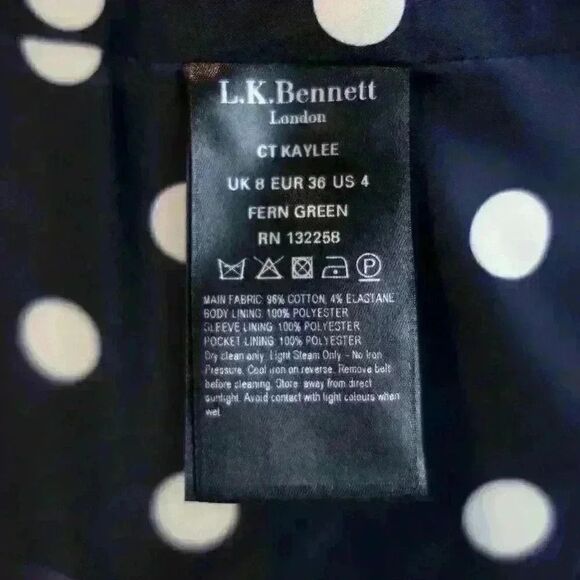 L.K.Bennett
London
CT KAYLEE
UK 8 EUR 36 US 4
FERN GREEN
RN 132258
P
MAIN FABRIC: 96% COTTON, 4% ELASTANE
BODY LINING: 100% POLYESTER
SLEEVE LINING: 100% POLYESTER
POCKET LINING: 100% POLYESTER
Dry clean only. Light Steam Only - No Iron
Pressure. Cool iron on reverse. Remove belt
before cleaning. Store away from direct
sunlight. Avoid contact with light colours when
wet.